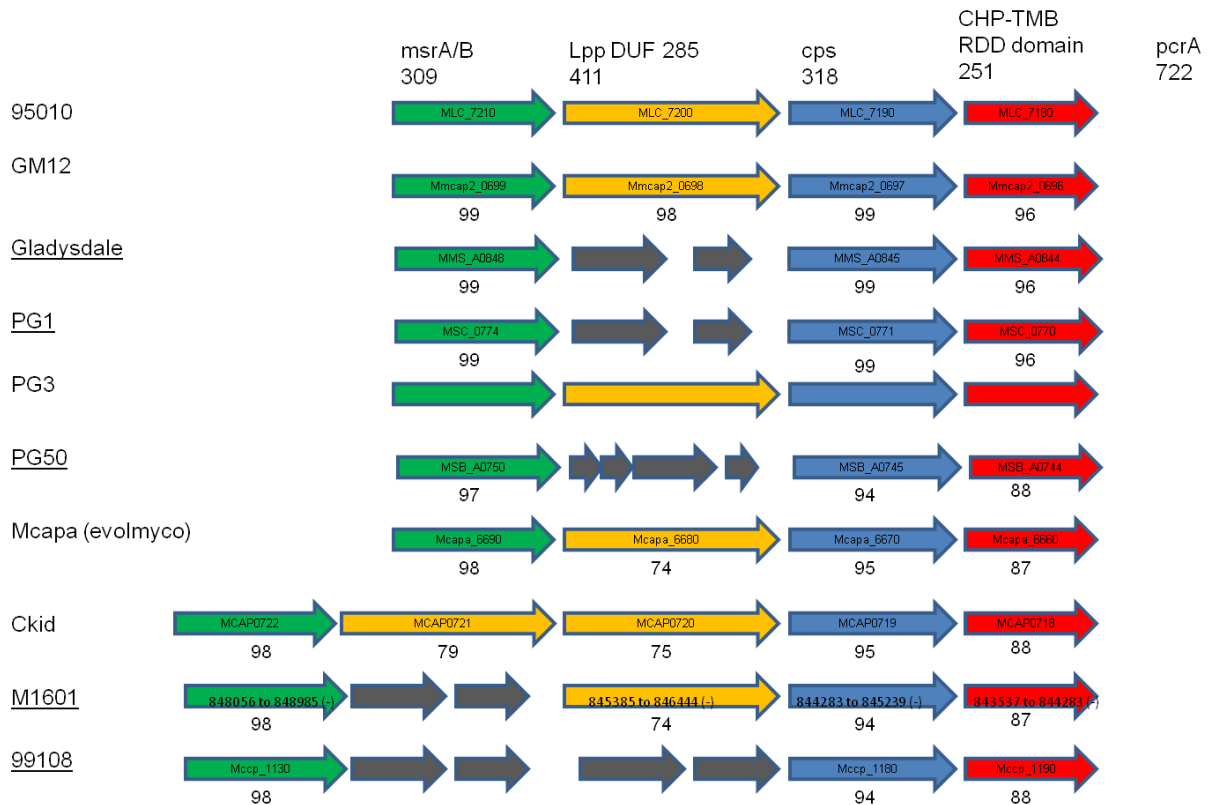 msrA/B Lpp DUF 285 cps CHP-TMB RDD domain pcrA
309 411 318 251 722
95010 MLC_7210 MLC_7200 MLC_7190 MLC_7180
GM12 Mmcap2_0699 Mmcap2_0698 Mmcap2_0697 Mmcap2_0696
99 98 99 96
Gladysdale MMS_A0848 MMS_A0845 MMS_A0844
99 99 96
PG1 MSC_0774 MSC_0771 MSC_0770
99 99 96
PG3
PG50 MSB_A0750 MSB_A0745 MSB_A0744
97 94 88
Mcapa (evolmyco) Mcapa_6690 Mcapa_6680 Mcapa_6670 Mcapa_6660
98 74 95 87
Ckid MCAP0722 MCAP0721 MCAP0720 MCAP0719 MCAP0718
98 79 75 95 88
M1601 848056 to 848985 (-) 845385 to 846444 (-) 844283 to 845239 (-) 843537 to 844283 (-)
98 74 94 87
99108 Mccp_1130 Mccp_1180 Mccp_1190
98 94 88